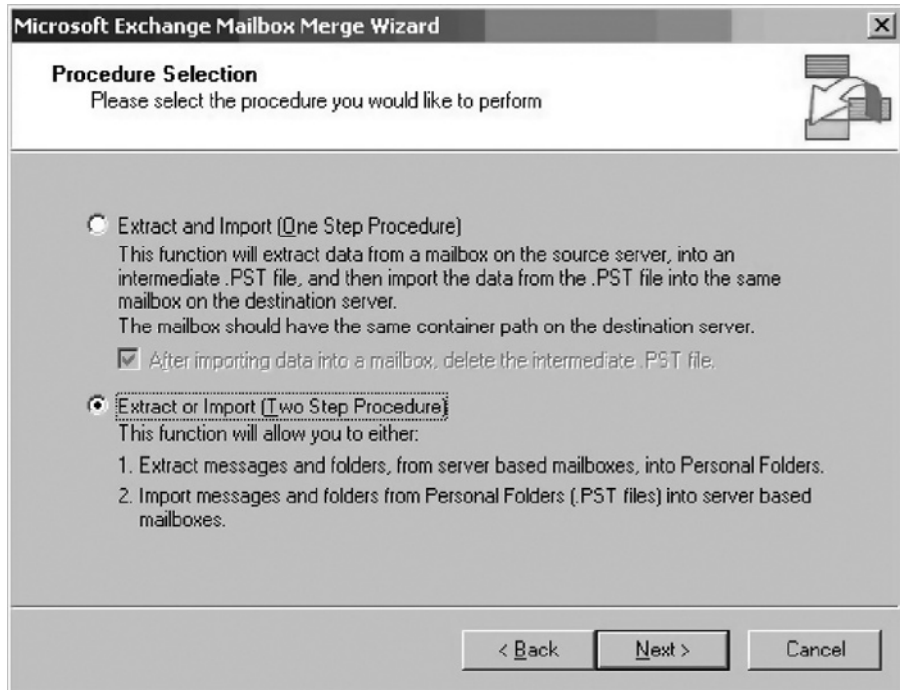 Microsoft Exchange Mailbox Merge Wizard
Procedure Selection
Please select the procedure you would like to perform
Extract and Import (One Step Procedure)
This function will extract data from a mailbox on the source server, into an
intermediate .PST file, and then import the data from the .PST file into the same
mailbox on the destination server.
The mailbox should have the same container path on the destination server.
After importing data into a mailbox, delete the intermediate .PST file.
Extract or Import (Two Step Procedure)
This function will allow you to either:
1. Extract messages and folders, from server based mailboxes, into Personal Folders.
2. Import messages and folders from Personal Folders (.PST files) into server based
mailboxes.
< Back
Next >
Cancel